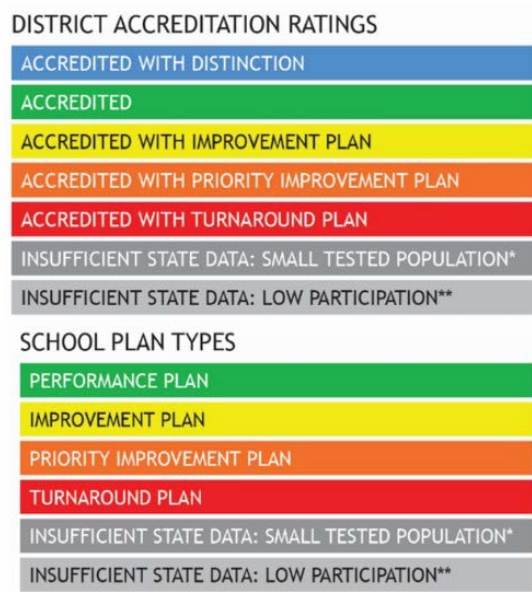 DISTRICT ACCREDITATION RATINGS
ACCREDITED WITH DISTINCTION
ACCREDITED
ACCREDITED WITH IMPROVEMENT PLAN
ACCREDITED WITH PRIORITY IMPROVEMENT PLAN
ACCREDITED WITH TURNAROUND PLAN
INSUFFICIENT STATE DATA: SMALL TESTED POPULATION*
INSUFFICIENT STATE DATA: LOW PARTICIPATION**
SCHOOL PLAN TYPES
PERFORMANCE PLAN
IMPROVEMENT PLAN
PRIORITY IMPROVEMENT PLAN
TURNAROUND PLAN
INSUFFICIENT STATE DATA: SMALL TESTED POPULATION*
INSUFFICIENT STATE DATA: LOW PARTICIPATION**